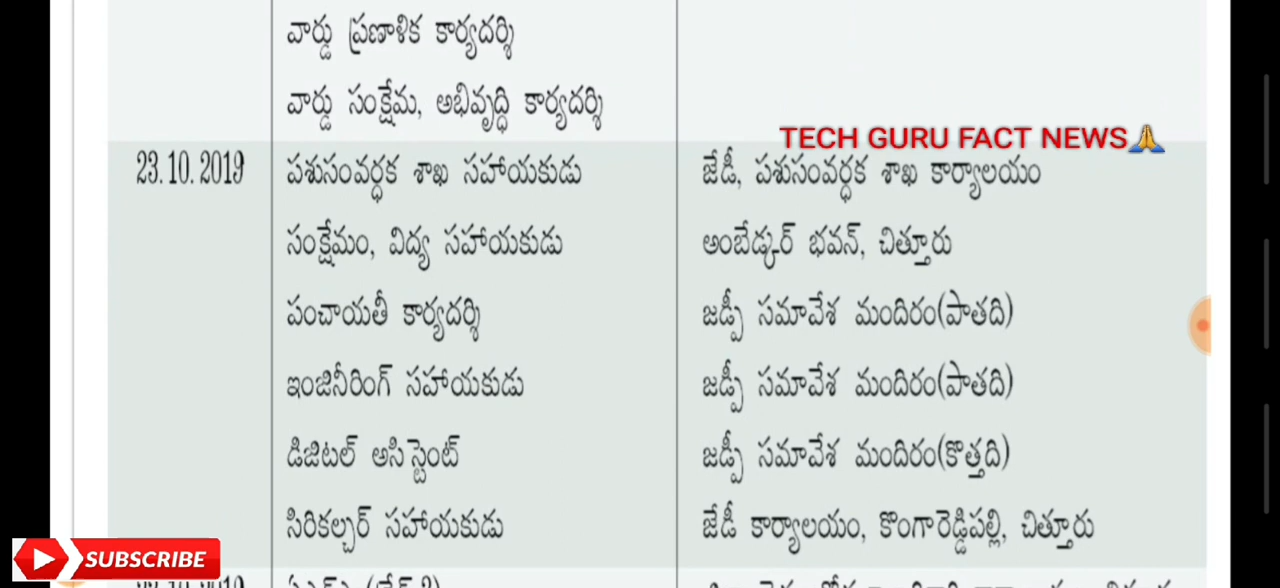 వార్డు ప్రణాళిక కార్యదర్శి
వార్డు సంక్షేమ, అభివృద్ధి కార్యదర్శి
TECH GURU FACT NEWS🙏
23.10.2019 పశుసంవర్ధక శాఖ సహాయకుడు జేడీ, పశుసంవర్ధక శాఖ కార్యాలయం
సంక్షేమం, విద్య సహాయకుడు అంబేడ్కర్ భవన్, చిత్తూరు
పంచాయతీ కార్యదర్శి జడ్పీ సమావేశ మందిరం(పాతది)
ఇంజినీరింగ్ సహాయకుడు జడ్పీ సమావేశ మందిరం(పాతది)
డిజిటల్ అసిస్టెంట్ జడ్పీ సమావేశ మందిరం(కొత్తది)
సిరికల్చర్ సహాయకుడు జేడీ కార్యాలయం, కొంగారెడ్డిపల్లి, చిత్తూరు
SUBSCRIBE